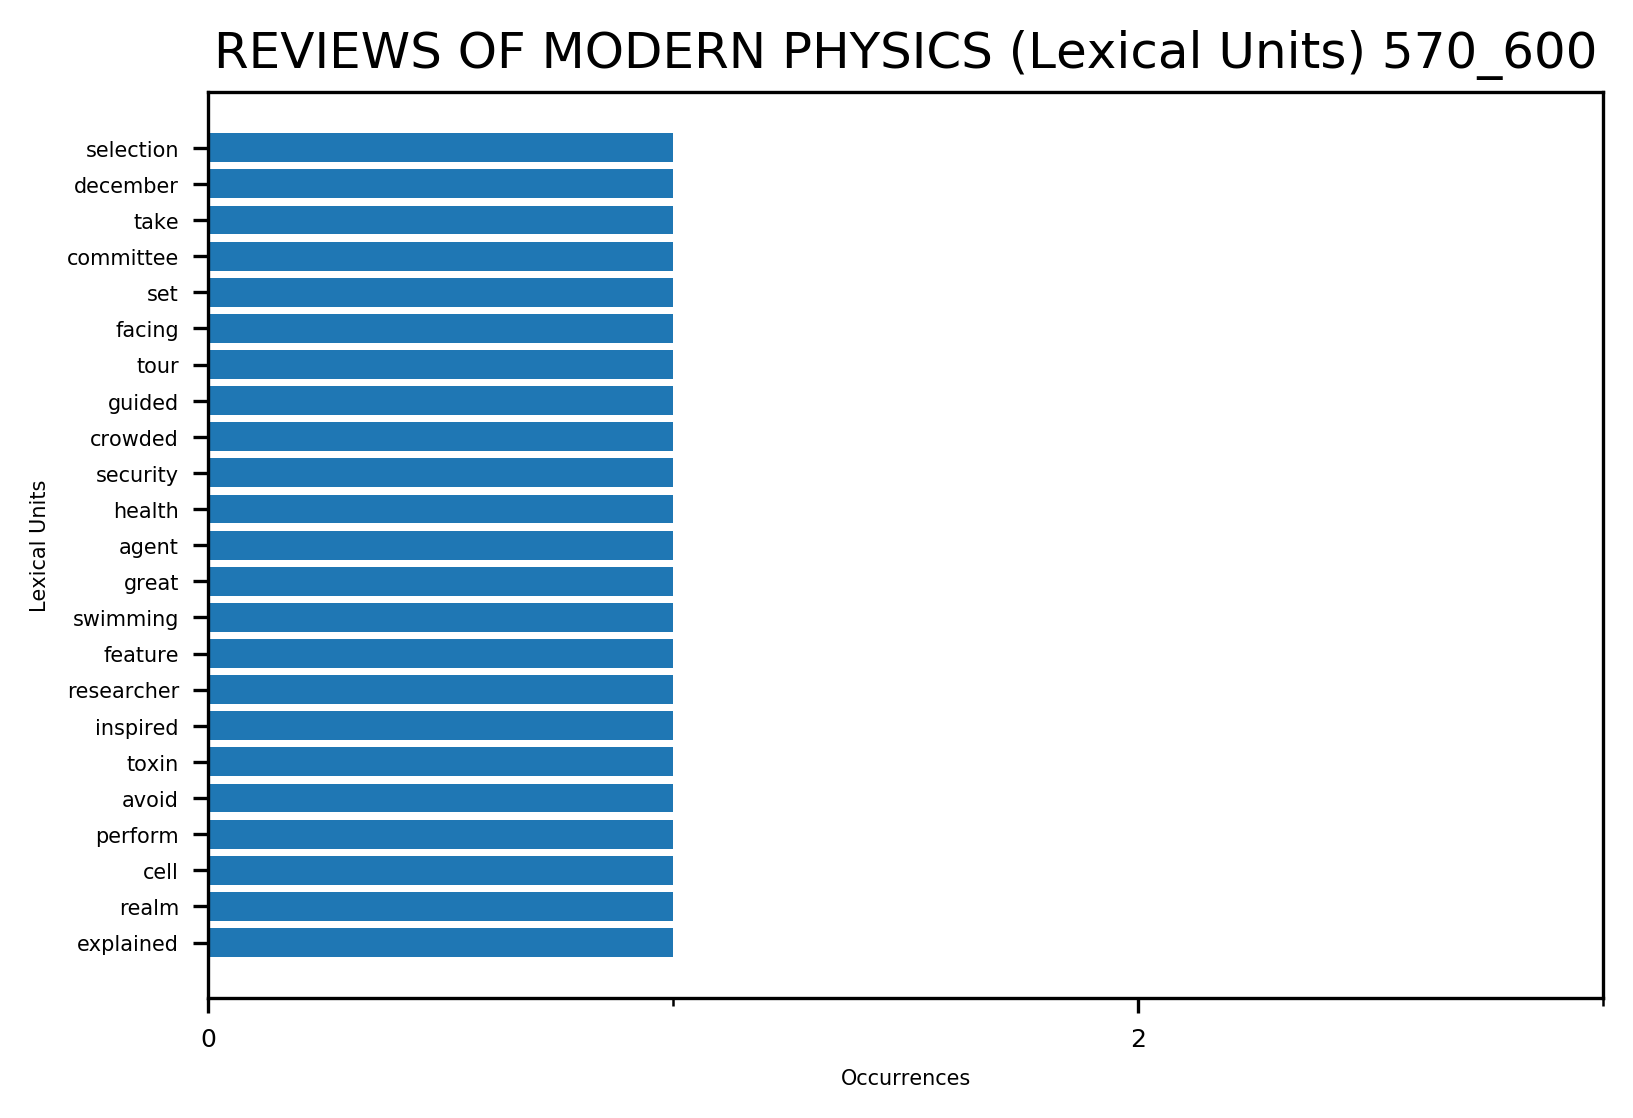 REVIEWS OF MODERN PHYSICS (Lexical Units) 570_600
selection
december
take
committee
set
facing
tour
guided
crowded
security
health
agent
great
swimming
feature
researcher
inspired
toxin
avoid
perform
cell
realm
explained
Lexical Units
0 2
Occurrences